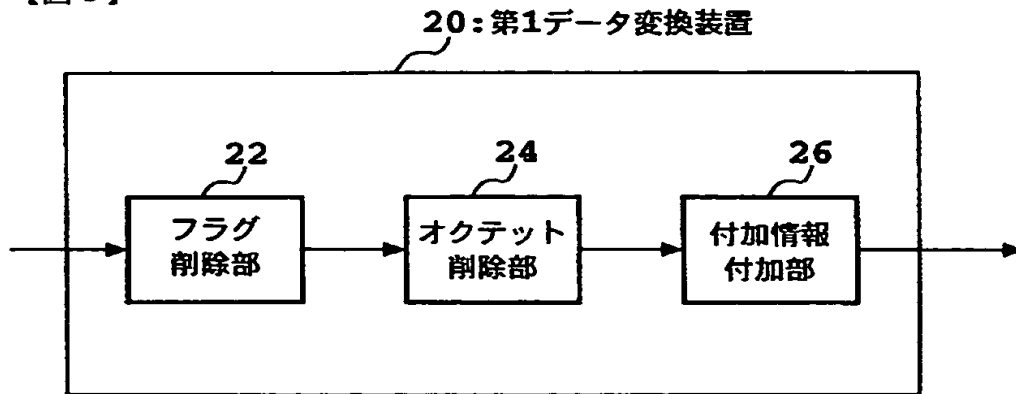 20:第1データ変換装置
22
24
26
フラグ
削除部
オクテット
削除部
付加情報
付加部